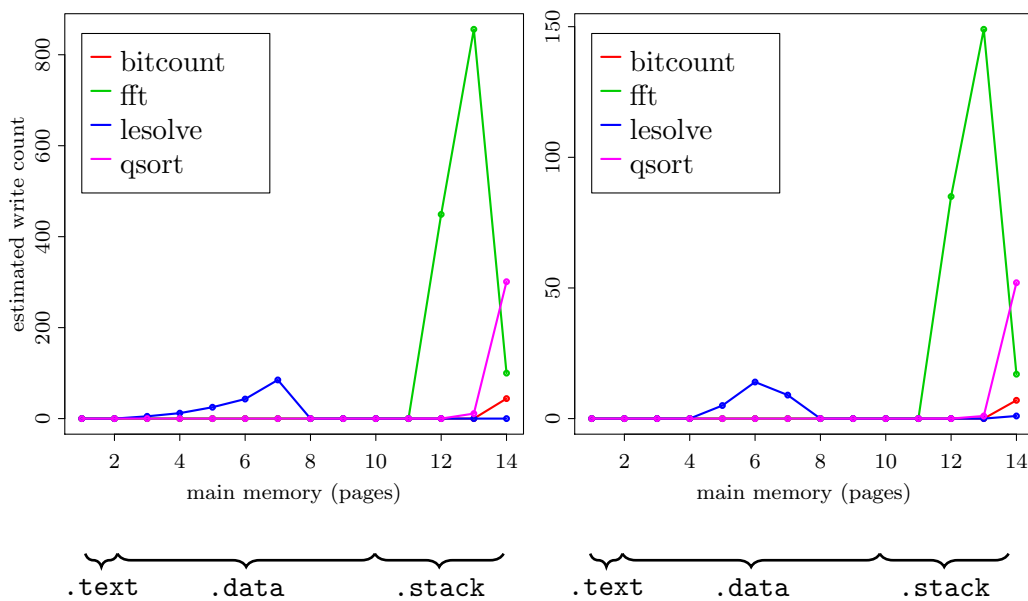 estimated write count
800
600
400
200
0
bitcount
fft
lesolve
qsort
2 4 6 8 10 12 14
main memory (pages)
.text .data .stack
150
100
50
0
bitcount
fft
lesolve
qsort
2 4 6 8 10 12 14
main memory (pages)
.text .data .stack